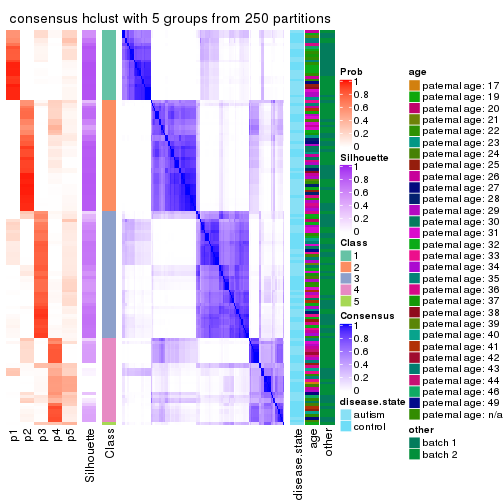 consensus hclust with 5 groups from 250 partitions
p1
p2
p3
p4
p5
Silhouette
Class
disease.state
age
other
Prob
1
0.8
0.6
0.4
0.2
0
Silhouette
1
0.8
0.6
0.4
0.2
0
Class
1
2
3
4
5
Consensus
1
0.8
0.6
0.4
0.2
0
disease.state
autism
control
age
paternal age: 17
paternal age: 19
paternal age: 20
paternal age: 21
paternal age: 22
paternal age: 23
paternal age: 24
paternal age: 25
paternal age: 26
paternal age: 27
paternal age: 28
paternal age: 29
paternal age: 30
paternal age: 31
paternal age: 32
paternal age: 33
paternal age: 34
paternal age: 35
paternal age: 36
paternal age: 37
paternal age: 38
paternal age: 39
paternal age: 40
paternal age: 41
paternal age: 42
paternal age: 43
paternal age: 44
paternal age: 46
paternal age: 49
paternal age: n/a
other
batch 1
batch 2